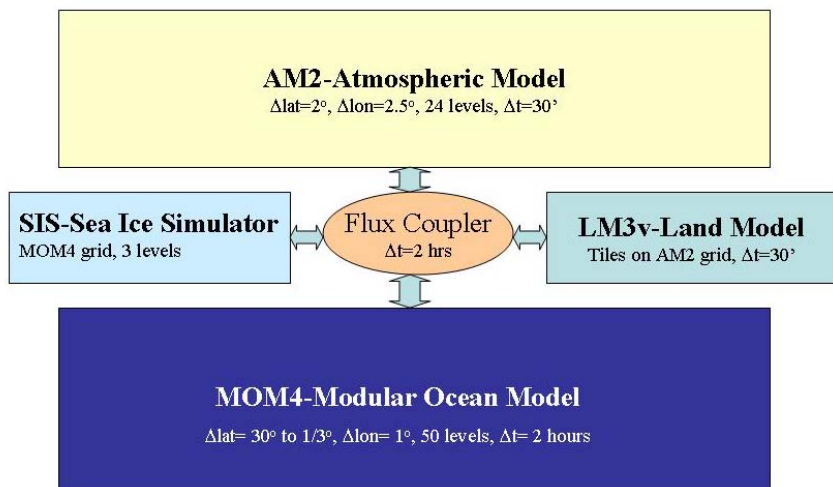 AM2-Atmospheric Model
Δlat=2°, Δlon=2.5°, 24 levels, Δt=30’
SIS-Sea Ice Simulator
MOM4 grid, 3 levels
Flux Coupler
Δt=2 hrs
LM3v-Land Model
Tiles on AM2 grid, Δt=30’
MOM4-Modular Ocean Model
Δlat= 30° to 1/3°, Δlon= 1°, 50 levels, Δt= 2 hours